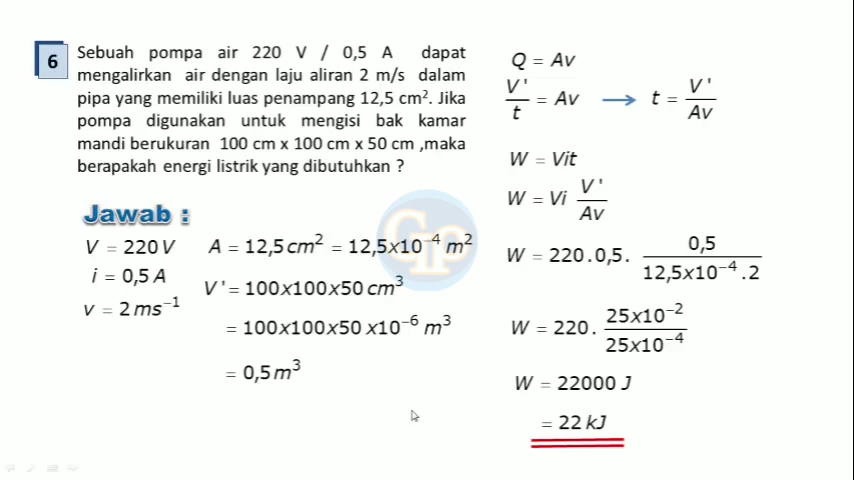 6
Sebuah pompa air 220 V / 0,5 A dapat
mengalirkan air dengan laju aliran 2 m/s dalam
pipa yang memiliki luas penampang 12,5 cm². Jika
pompa digunakan untuk mengisi bak kamar
mandi berukuran 100 cm x 100 cm x 50 cm ,maka
berapakah energi listrik yang dibutuhkan ?
Jawab :
V = 220 V
i = 0,5 A
v = 2 ms⁻¹
A = 12,5 cm² = 12,5x10⁻⁴ m²
V ' = 100x100x50 cm³
= 100x100x50 x10⁻⁶ m³
= 0,5 m³
Q = Av
V '/t = Av → t = V '/Av
W = Vit
W = Vi V '/Av
W = 220.0,5. 0,5/12,5x10⁻⁴.2
W = 220. 25x10⁻²/25x10⁻⁴
W = 22000 J
= 22 kJ
Gp